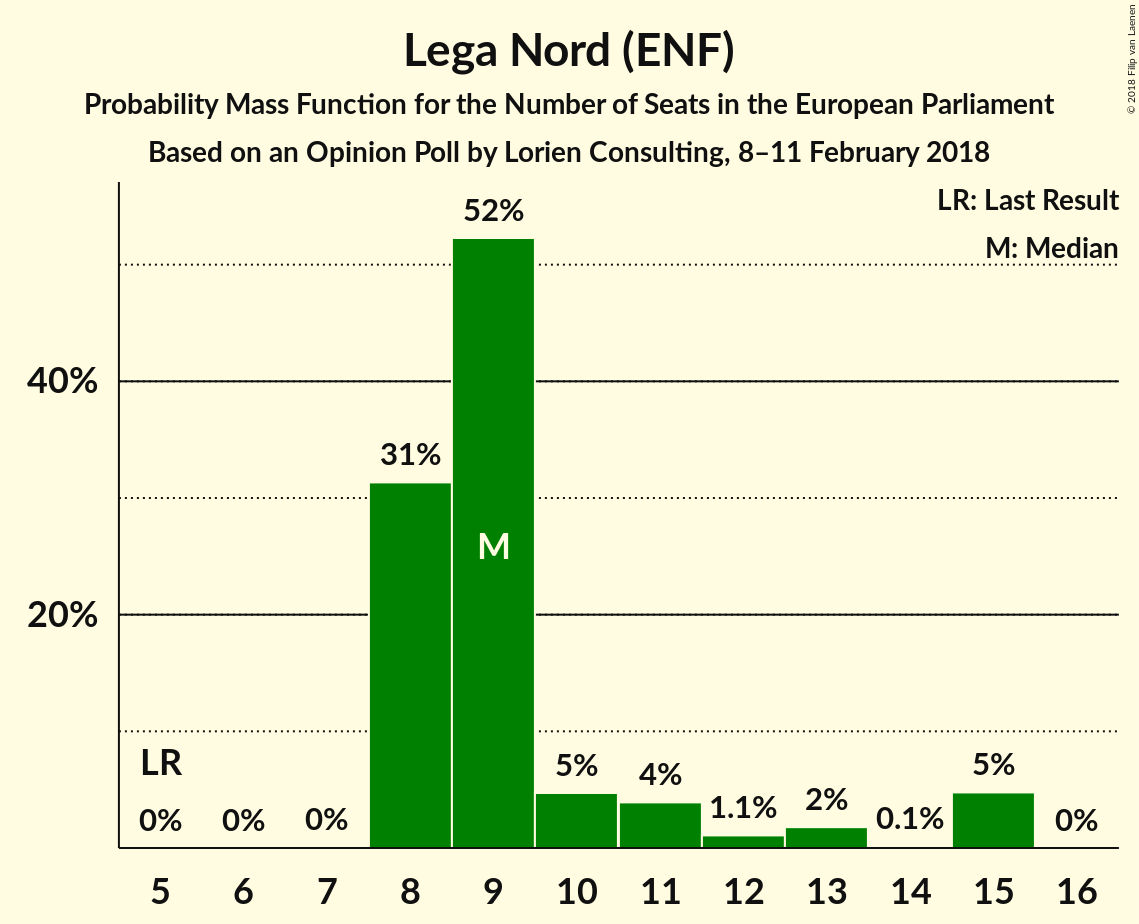 Lega Nord (ENF)
Probability Mass Function for the Number of Seats in the European Parliament
Based on an Opinion Poll by Lorien Consulting, 8–11 February 2018
© 2018 Filip van Laenen
LR: Last Result
M: Median
52%
40%
31%
M
20%
LR
0% 0% 0% 5% 4% 1.1% 2% 0.1% 5% 0%
5 6 7 8 9 10 11 12 13 14 15 16